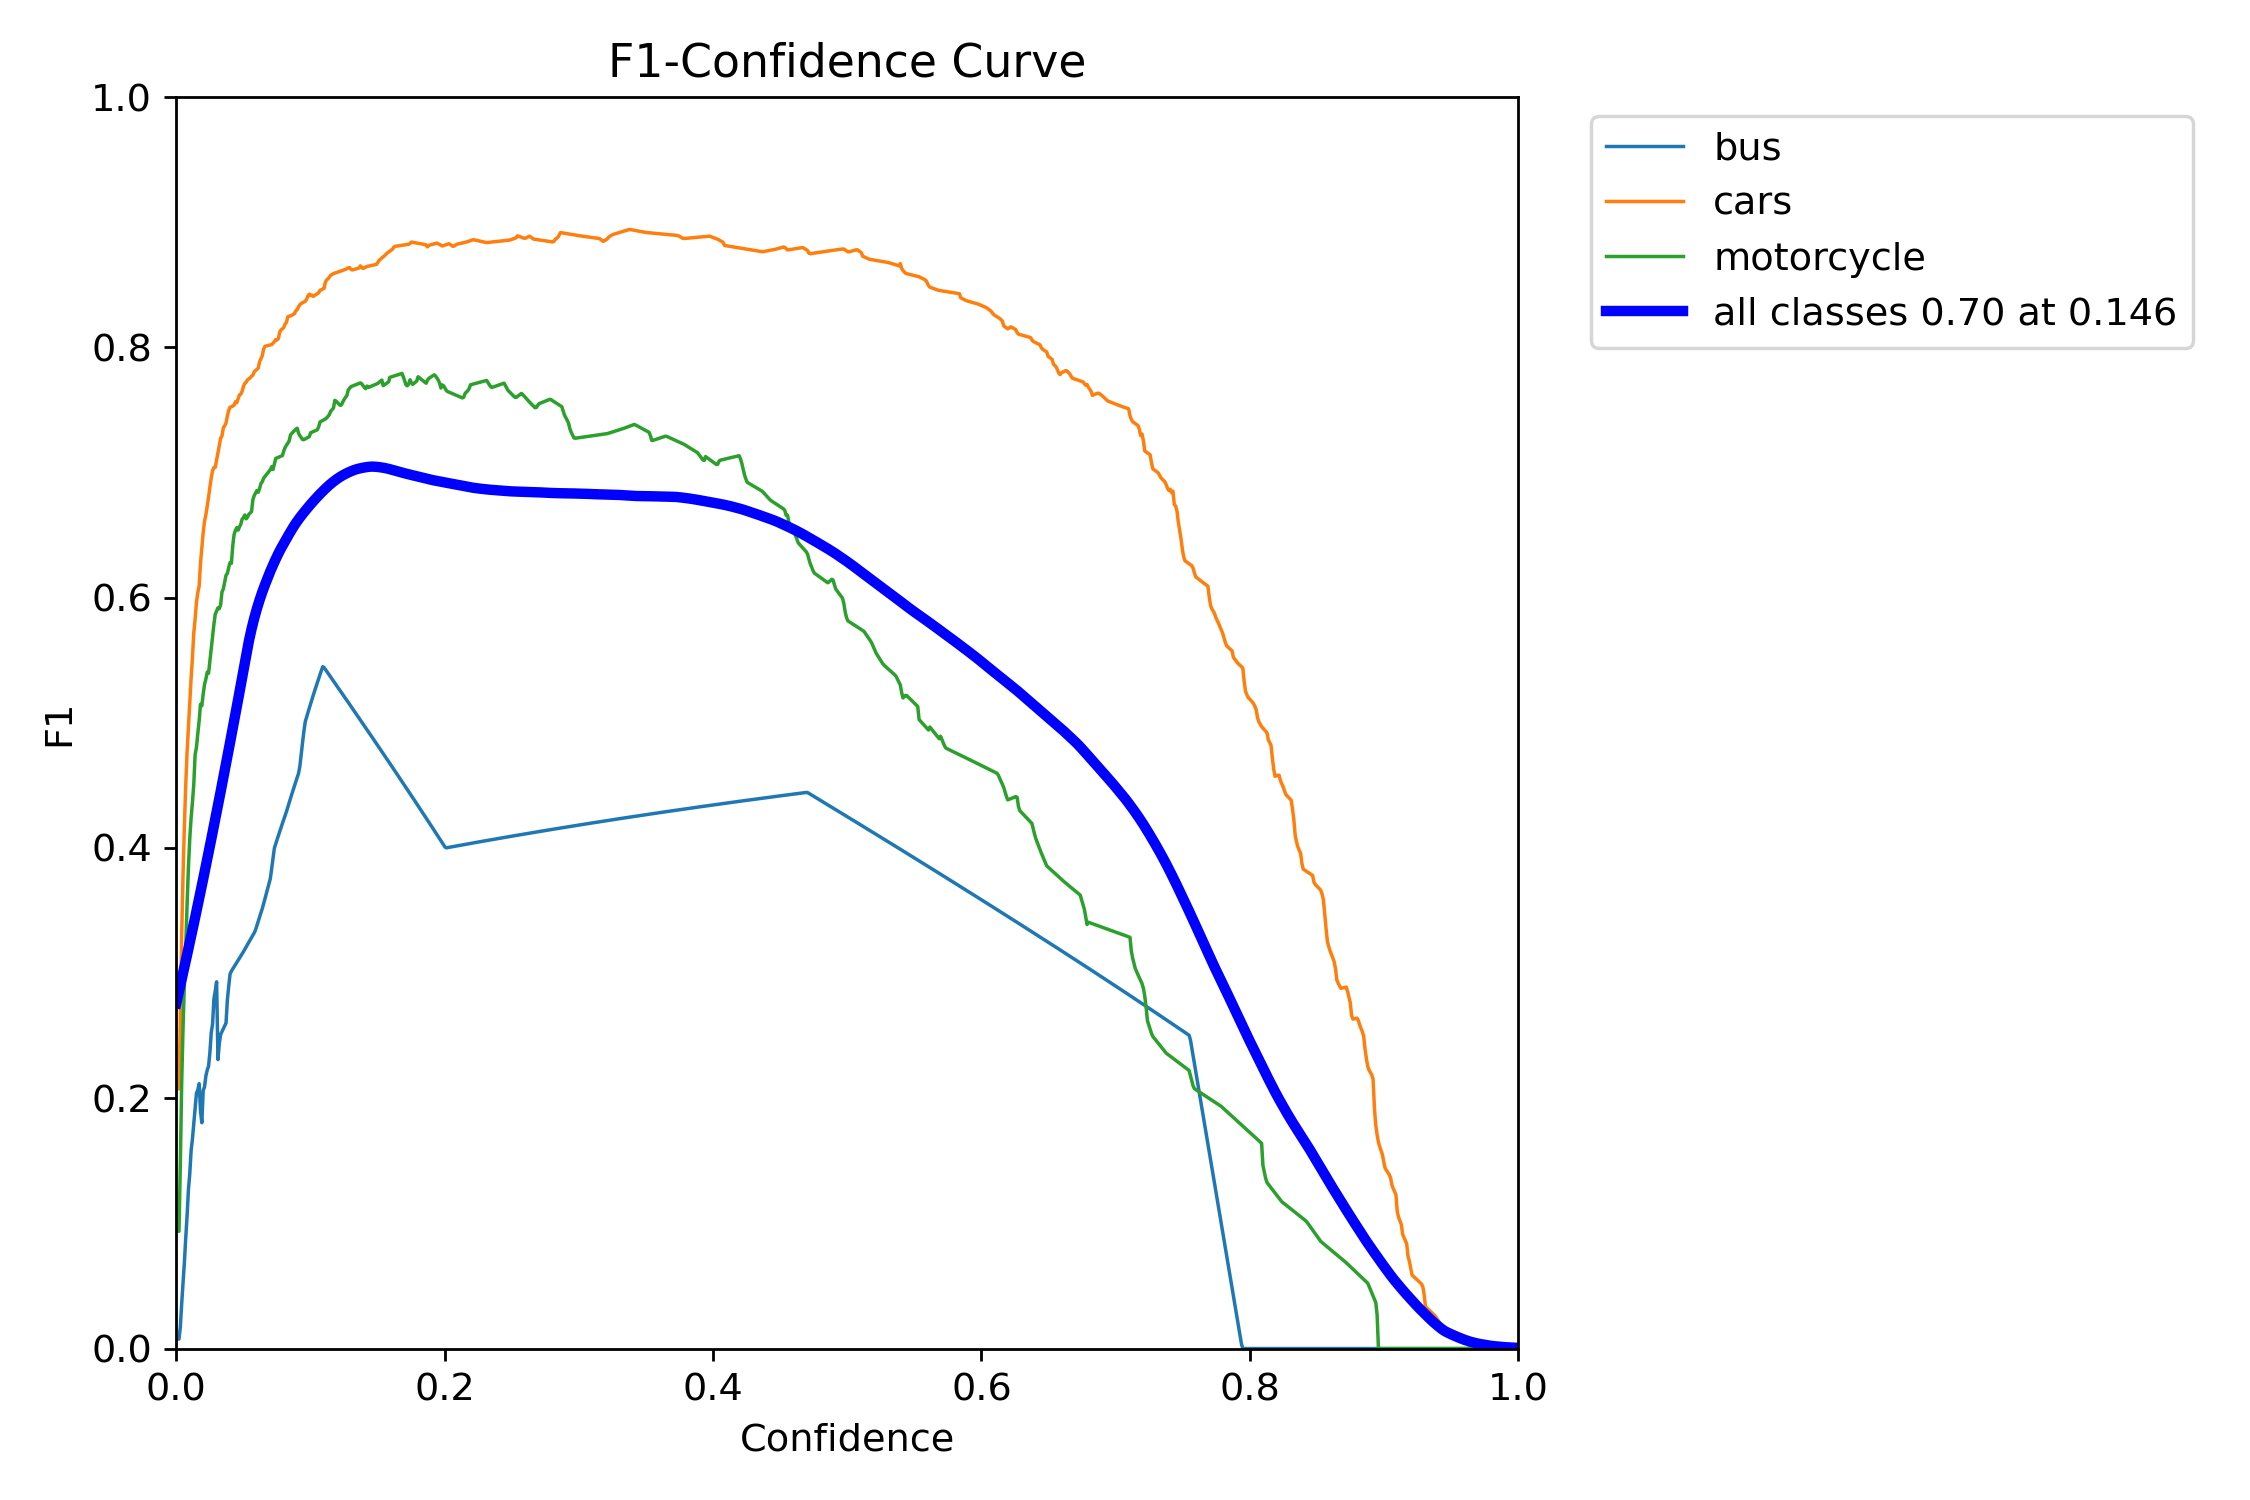 F1-Confidence Curve
1.0
0.8
0.6
0.4
0.2
0.0
F1
0.0 0.2 0.4 0.6 0.8 1.0
Confidence
bus
cars
motorcycle
all classes 0.70 at 0.146